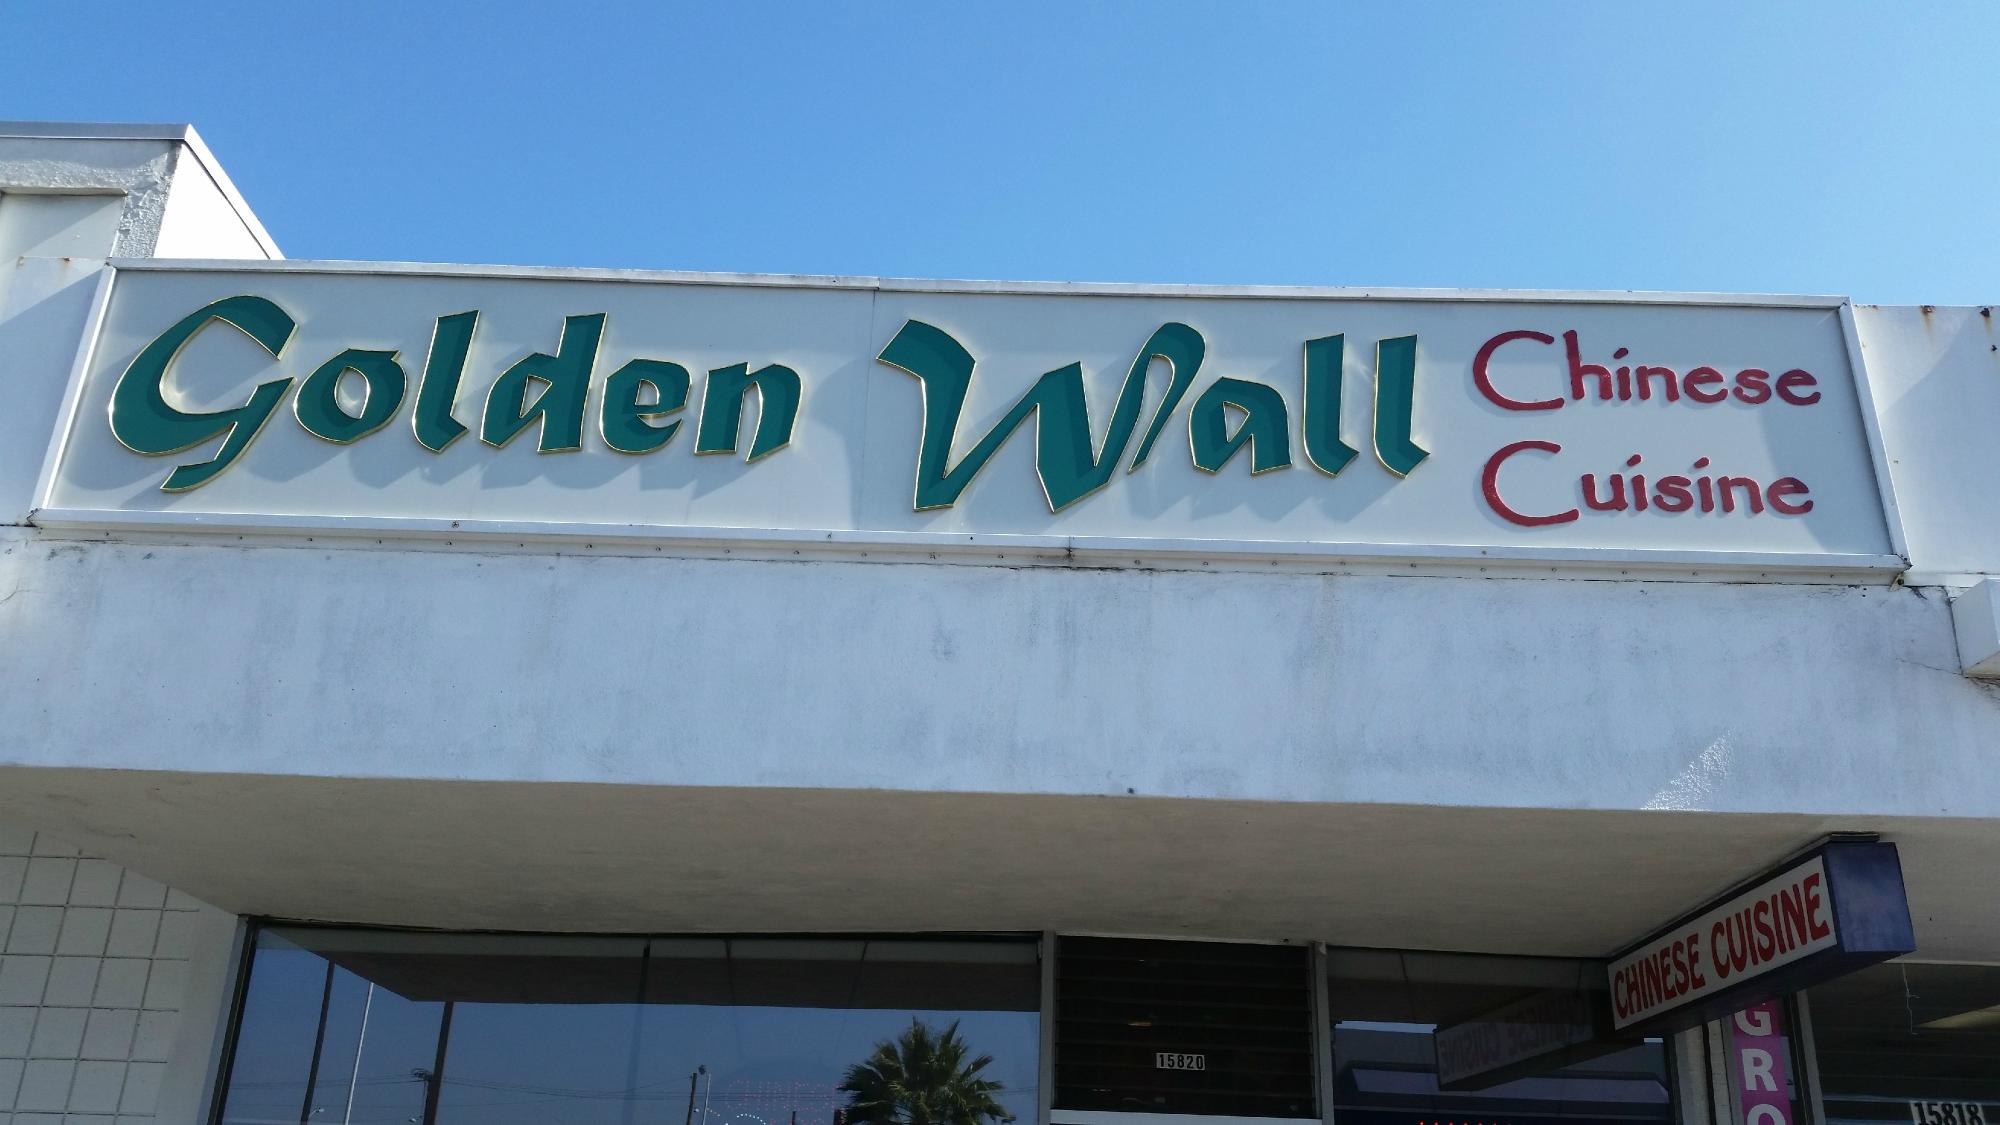 Golden Wall
Chinese
Cuisine
CHINESE CUISINE
15820
GRO
15818